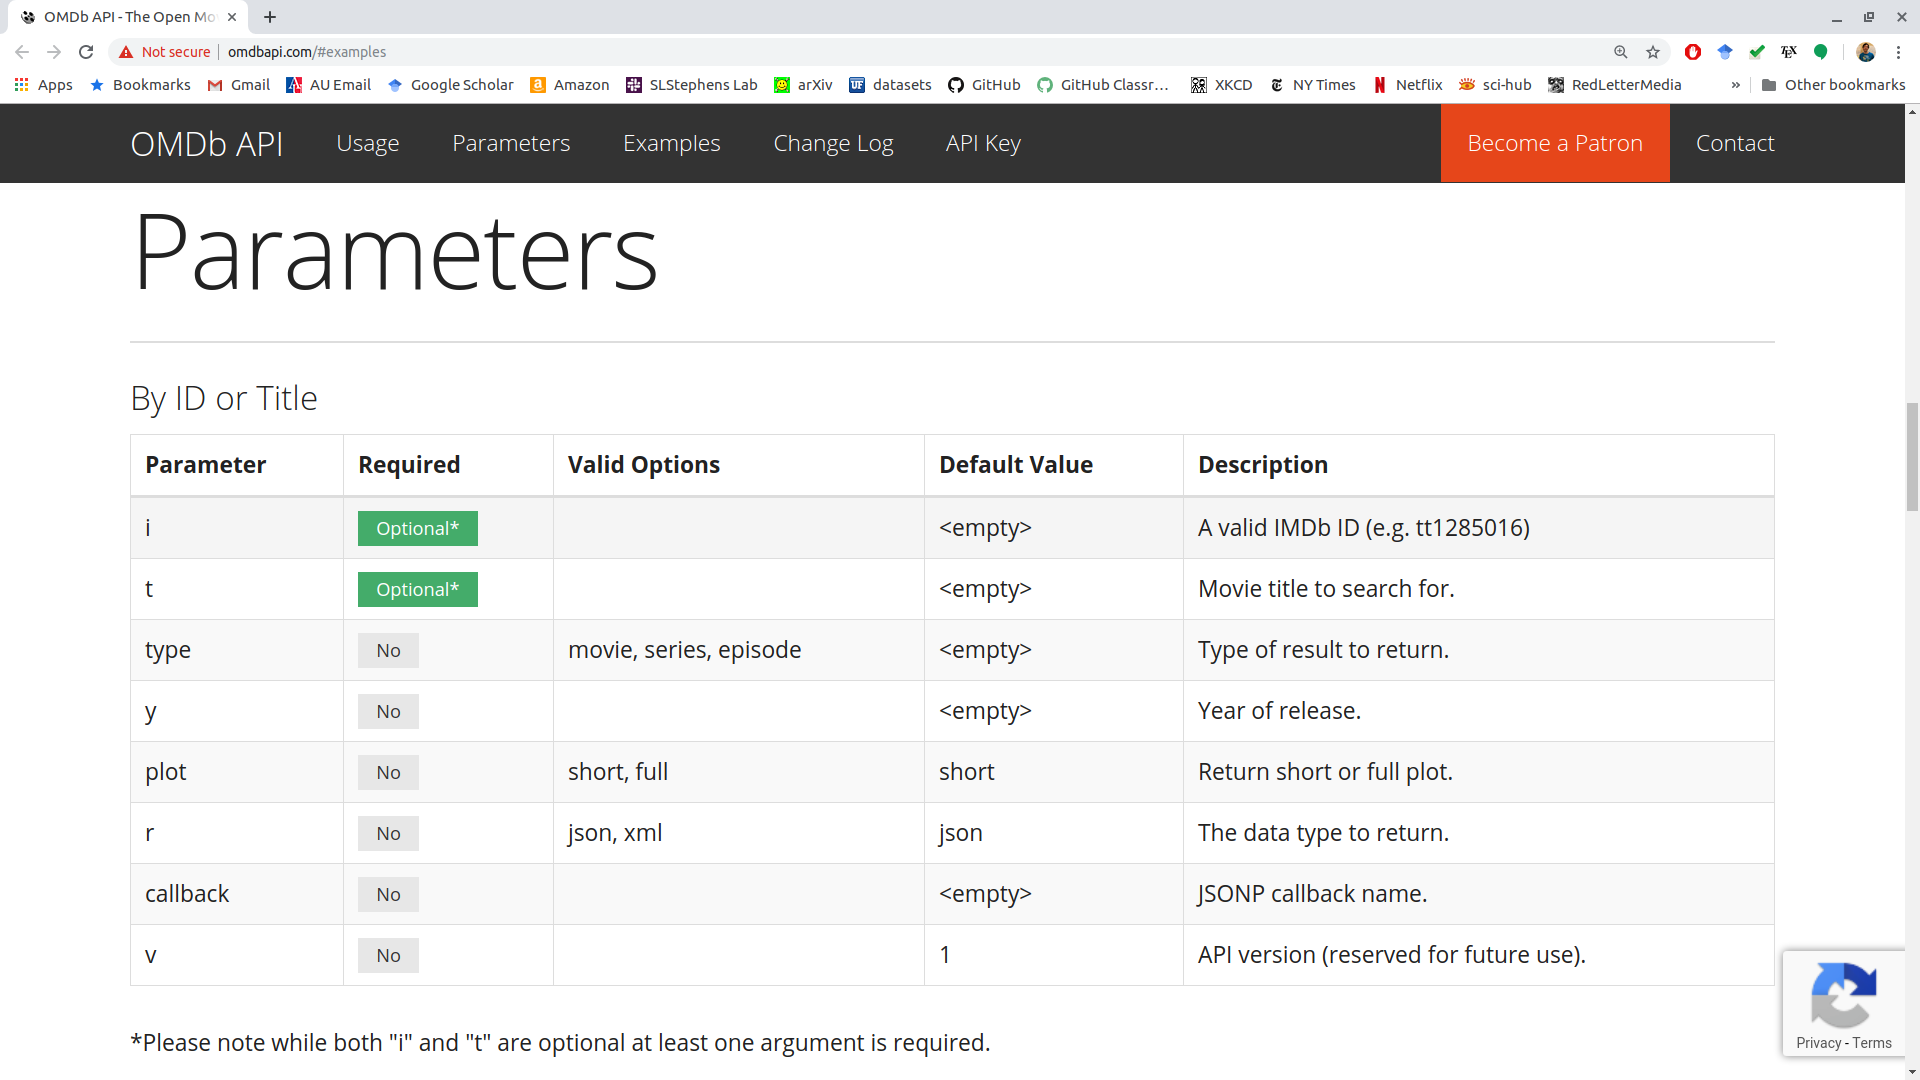 OMDb API - The Open Mo
Not secure omdbapi.com/#examples
Apps Bookmarks Gmail AU Email Google Scholar Amazon SLStephens Lab arXiv datasets GitHub GitHub Classr... XKCD NY Times Netflix sci-hub RedLetterMedia » Other bookmarks
OMDb API Usage Parameters Examples Change Log API Key Become a Patron Contact
Parameters
By ID or Title
Parameter Required Valid Options Default Value Description
i Optional* <empty> A valid IMDb ID (e.g. tt1285016)
t Optional* <empty> Movie title to search for.
type No movie, series, episode <empty> Type of result to return.
y No <empty> Year of release.
plot No short, full short Return short or full plot.
r No json, xml json The data type to return.
callback No <empty> JSONP callback name.
v No 1 API version (reserved for future use).
*Please note while both "i" and "t" are optional at least one argument is required.
Privacy - Terms